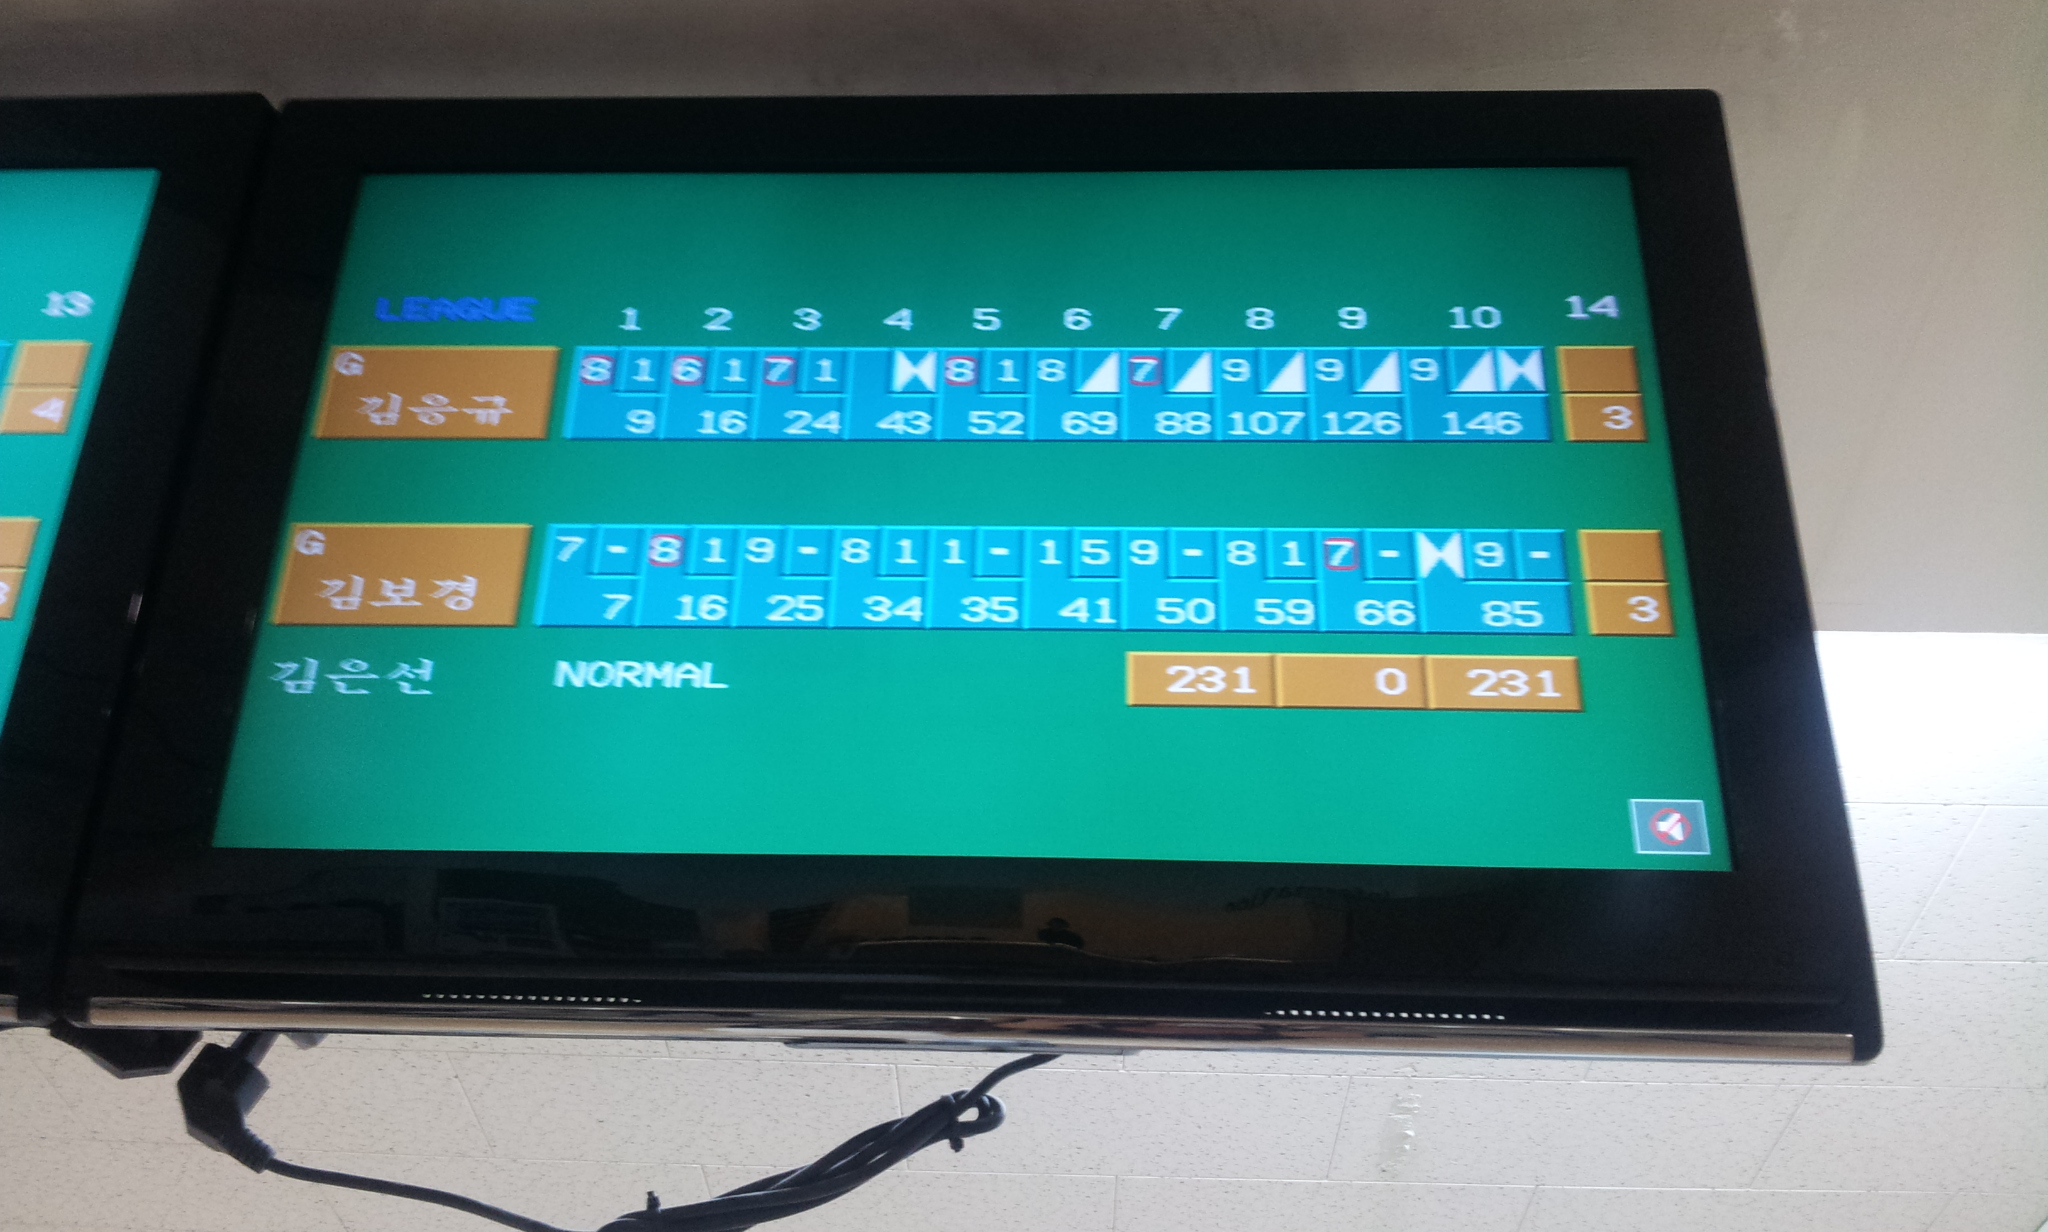 13
4
LEAGUE 1 2 3 4 5 6 7 8 9 10 14
G 8 1 6 1 7 1 8 1 8 7 9 9 9
김응규 9 16 24 43 52 69 88 107 126 146 3
G 7 - 8 1 9 - 8 1 1 - 1 5 9 - 8 1 7 - 9 -
김보경 7 16 25 34 35 41 50 59 66 85 3
김은선 NORMAL 231 0 231